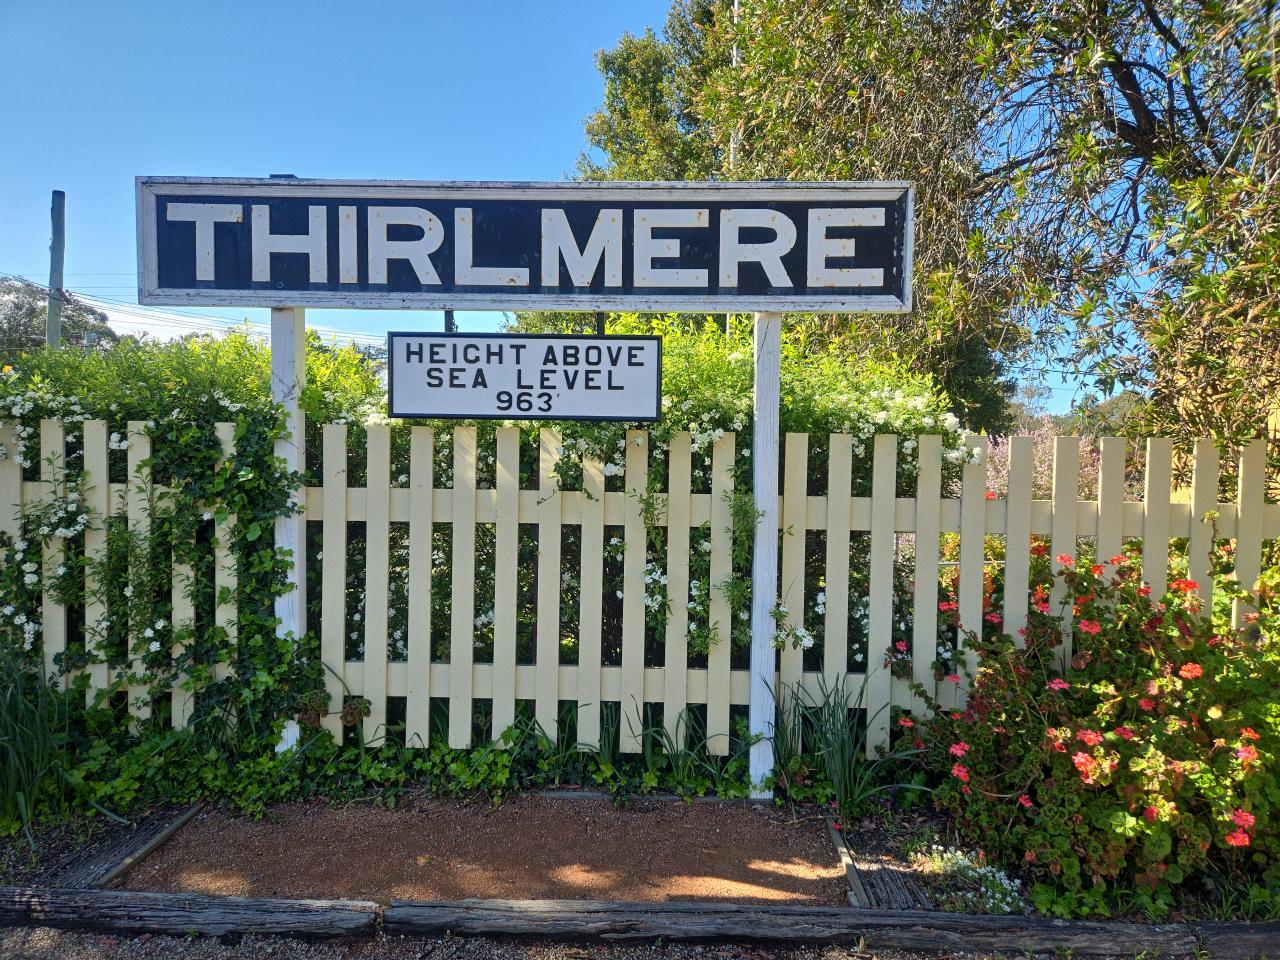 THIRLMERE
HEIGHT ABOVE
SEA LEVEL
963'